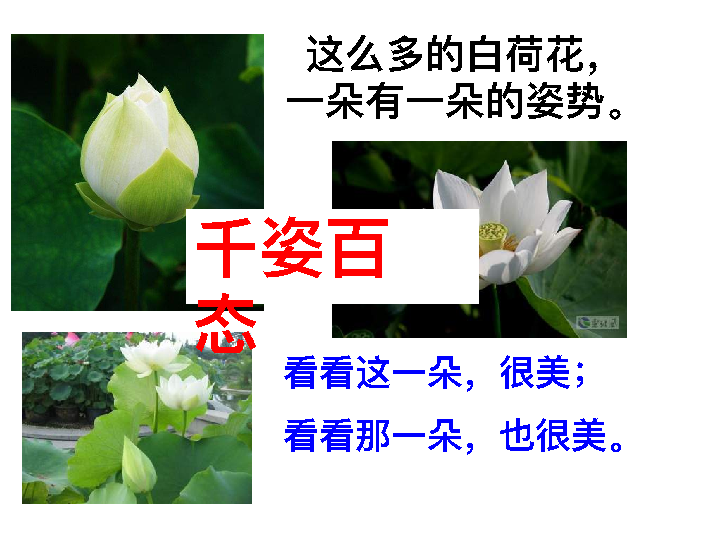 这么多的白荷花，
一朵有一朵的姿势。
千姿百
态
看看这一朵，很美；
看看那一朵，也很美。